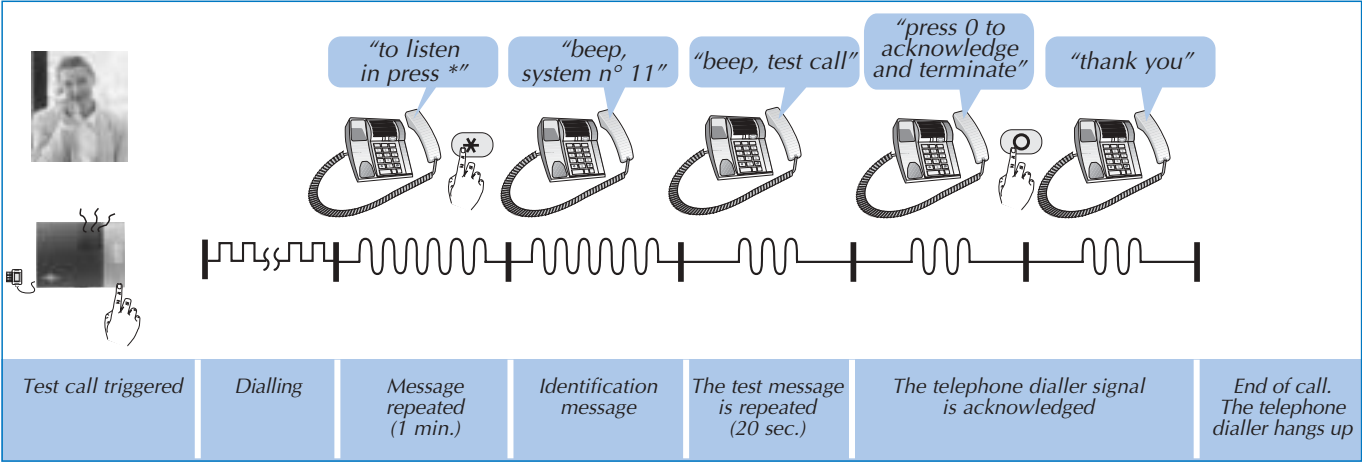 “to listen
in press *”
“beep,
system n° 11”
“beep, test call”
“press 0 to
acknowledge
and terminate”
“thank you”
Test call triggered
Dialling
Message
repeated
(1 min.)
Identification
message
The test message
is repeated
(20 sec.)
The telephone dialler signal
is acknowledged
End of call.
The telephone
dialler hangs up